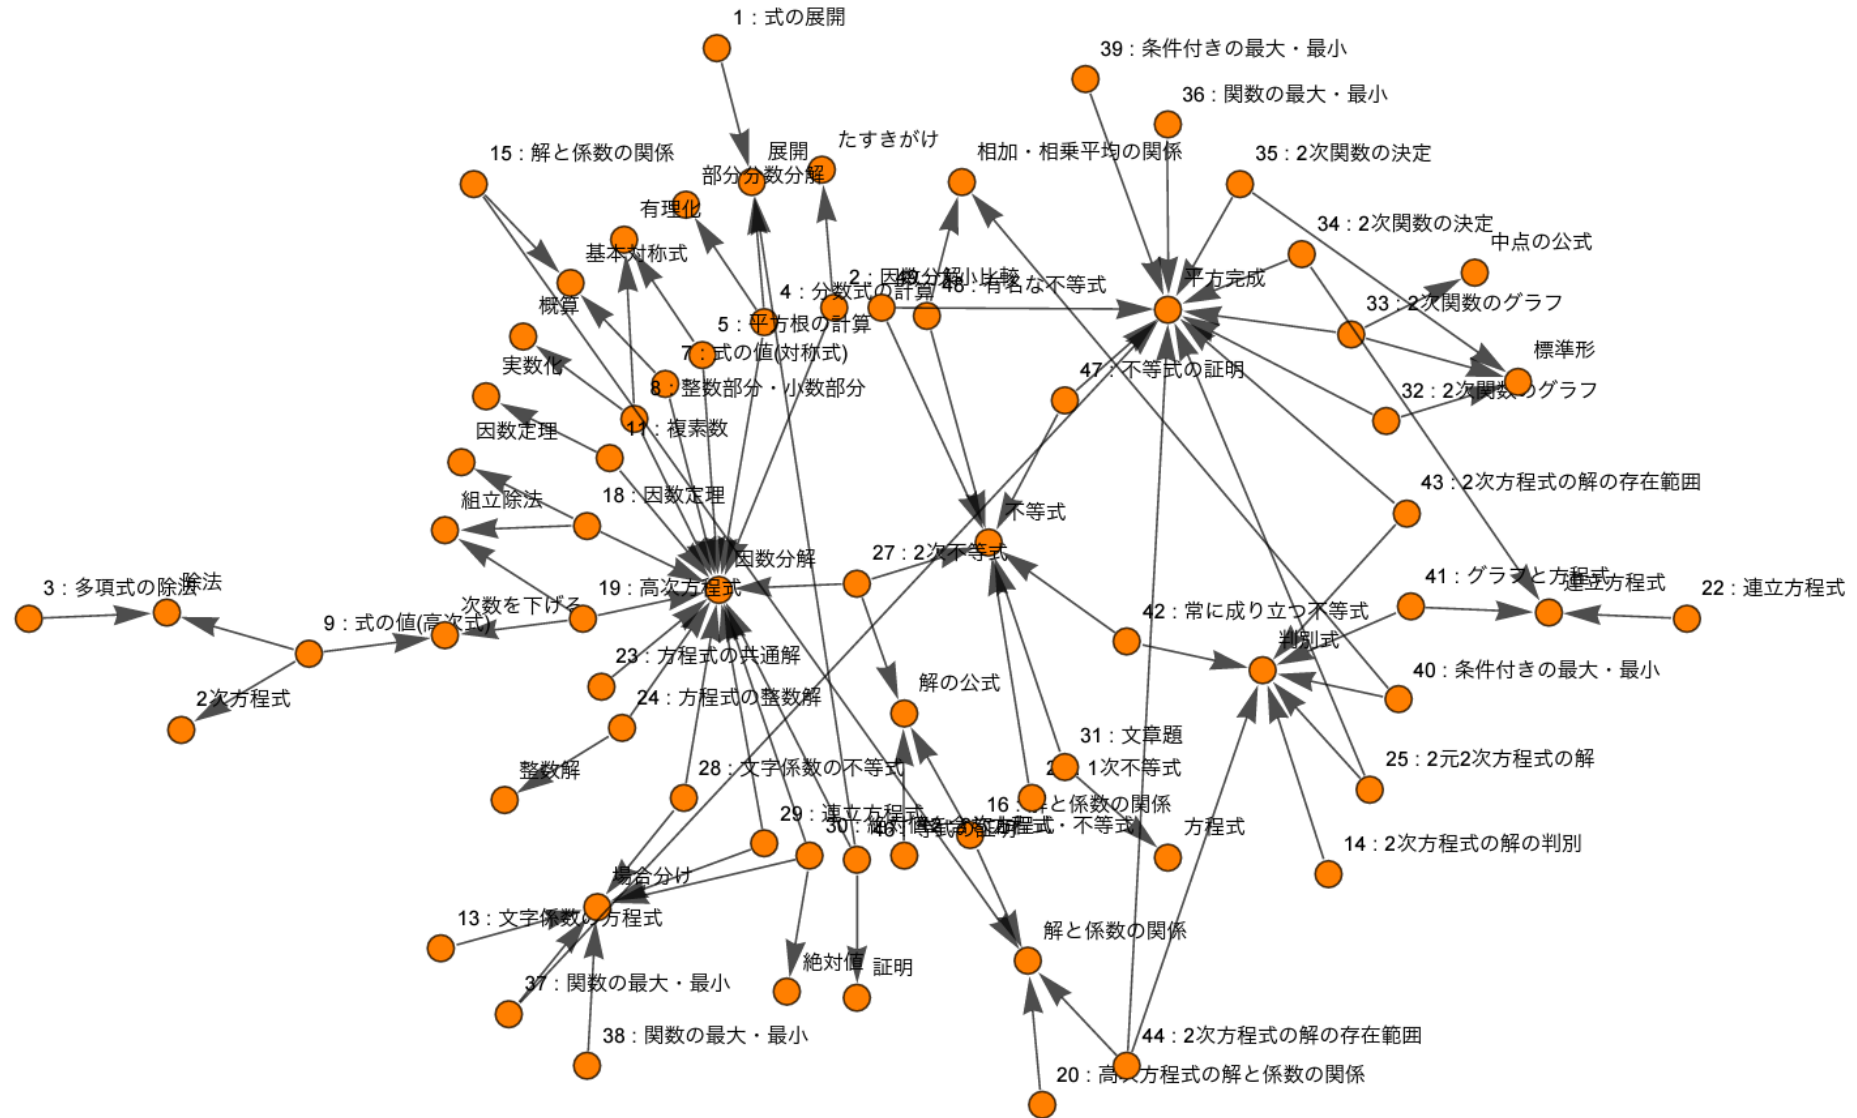 1 : 式の展開
39 : 条件付きの最大・最小
36 : 関数の最大・最小
たすきがけ
展開
15 : 解と係数の関係
相加・相乗平均の関係
35 : 2次関数の決定
部分分数分解
有理化
34 : 2次関数の決定
中点の公式
基本対称式
2 : 因数分解
平方完成
48 : 有名な不等式
4 : 分数式の計算
概算
33 : 2次関数のグラフ
5 : 平方根の計算
7 : 式の値(対称式)
標準形
実数化
47 : 不等式の証明
8 : 整数部分・小数部分
32 : 2次関数のグラフ
因数定理
11 : 複素数
43 : 2次方程式の解の存在範囲
組立除法
18 : 因数定理
不等式
因数分解
27 : 2次不等式
3 : 多項式の除法
除法
19 : 高次方程式
41 : グラフと方程式
連立方程式
22 : 連立方程式
次数を下げる
9 : 式の値(高次式)
42 : 常に成り立つ不等式
判別式
23 : 方程式の共通解
40 : 条件付きの最大・最小
2次方程式
24 : 方程式の整数解
解の公式
31 : 文章題
25 : 2元2次方程式の解
整数解
28 : 文字係数の不等式
1次不等式
16 : 解と係数の関係
29 : 連立方程式
方程式
14 : 2次方程式の解の判別
場合分け
13 : 文字係数の方程式
解と係数の関係
絶対値
証明
37 : 関数の最大・最小
38 : 関数の最大・最小
44 : 2次方程式の解の存在範囲
20 : 高次方程式の解と係数の関係